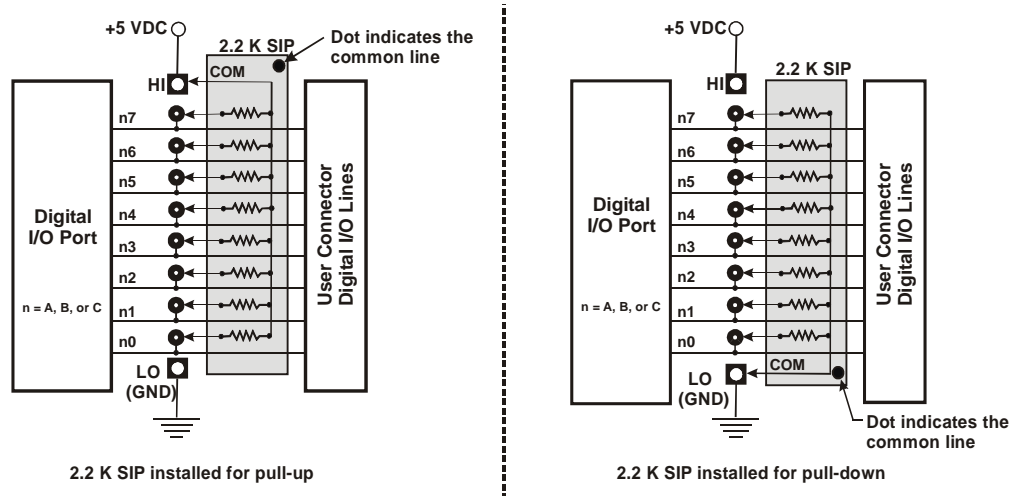 +5 VDC
2.2 K SIP
Dot indicates the
common line
HI
COM
n7
n6
n5
n4
n3
n2
n1
n0
Digital
I/O Port
n = A, B, or C
User Connector
Digital I/O Lines
LO
(GND)
2.2 K SIP installed for pull-up
+5 VDC
2.2 K SIP
HI
n7
n6
n5
n4
n3
n2
n1
n0
Digital
I/O Port
n = A, B, or C
User Connector
Digital I/O Lines
COM
LO
(GND)
Dot indicates the
common line
2.2 K SIP installed for pull-down